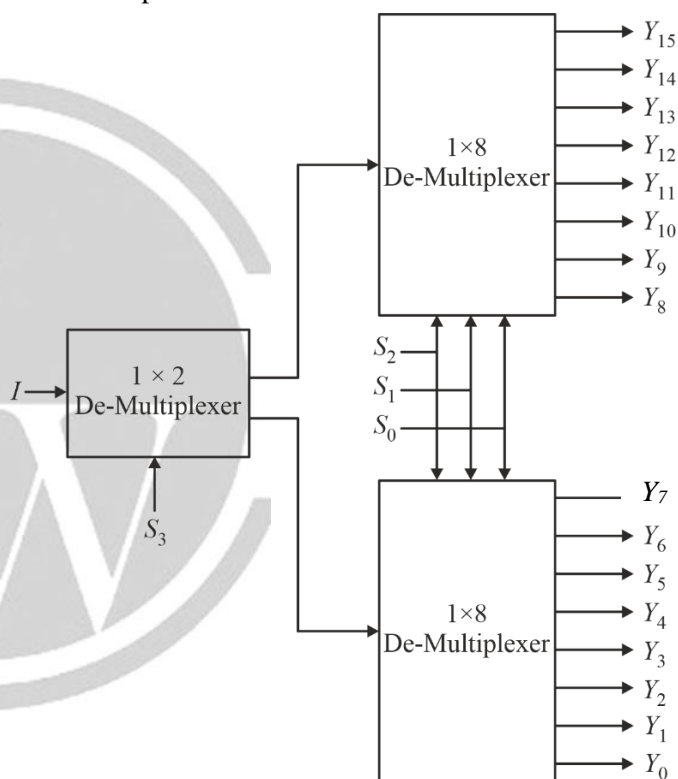 Y₁₅
Y₁₄
Y₁₃
1×8
De-Multiplexer
Y₁₂
Y₁₁
Y₁₀
Y₉
Y₈
S₂
S₁
S₀
I
1 × 2
De-Multiplexer
S₃
Y₇
Y₆
Y₅
1×8
De-Multiplexer
Y₄
Y₃
Y₂
Y₁
Y₀